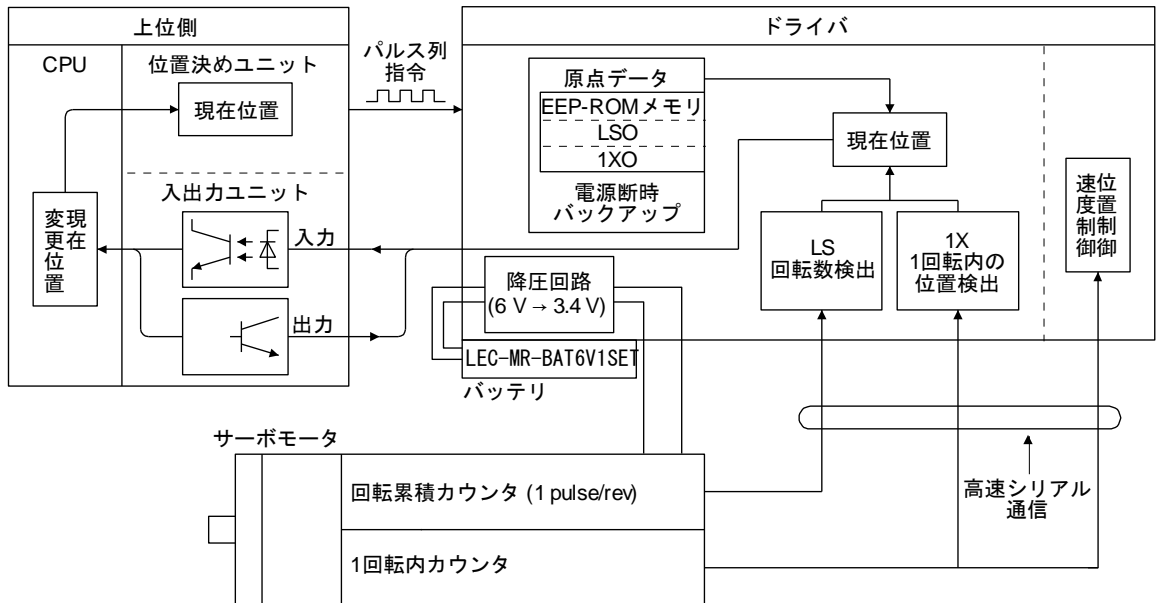 上位側
CPU
位置決めユニット
現在位置
入出力ユニット
現在
変更位置
入力
出力
パルス列
指令
ドライバ
原点データ
EEP-ROMメモリ
LSO
1XO
電源断時
バックアップ
現在位置
LS
回転数検出
1X
1回転内の
位置検出
位置制御
速度制御
降圧回路
(6 V → 3.4 V)
LEC-MR-BAT6V1SET
バッテリ
サーボモータ
回転累積カウンタ (1 pulse/rev)
1回転内カウンタ
高速シリアル
通信